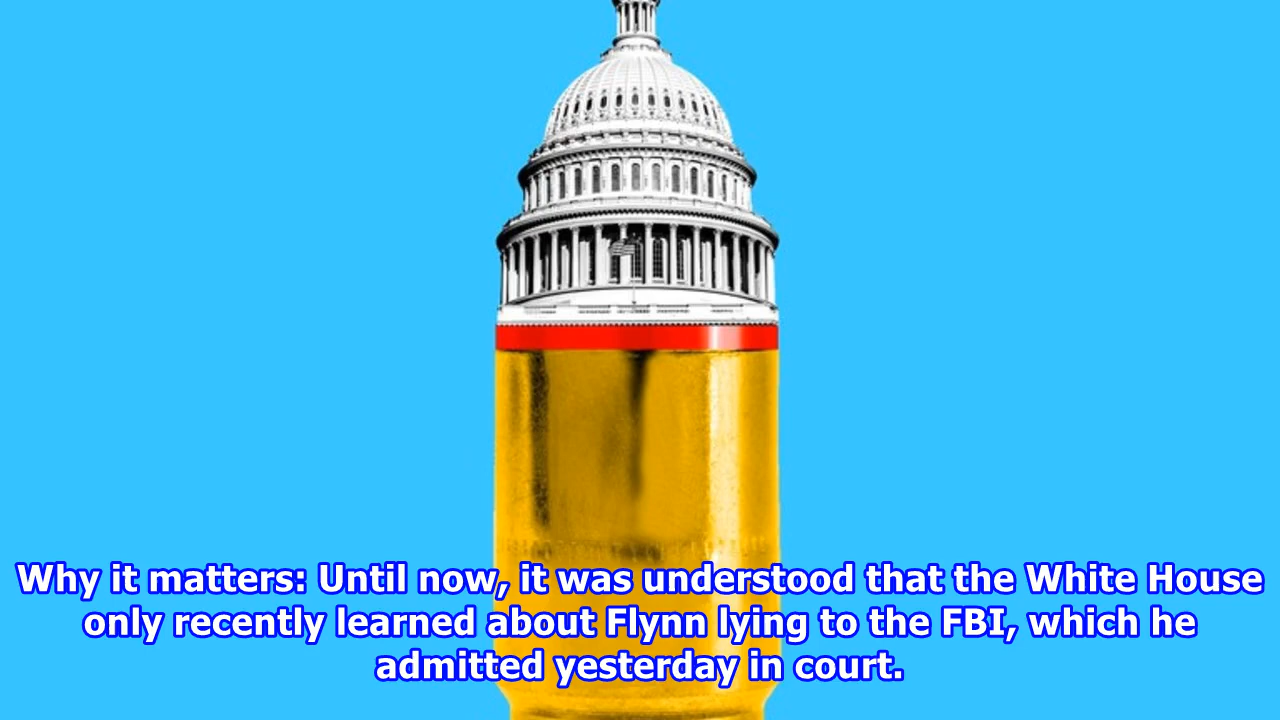 Why it matters: Until now, it was understood that the White House
only recently learned about Flynn lying to the FBI, which he
admitted yesterday in court.